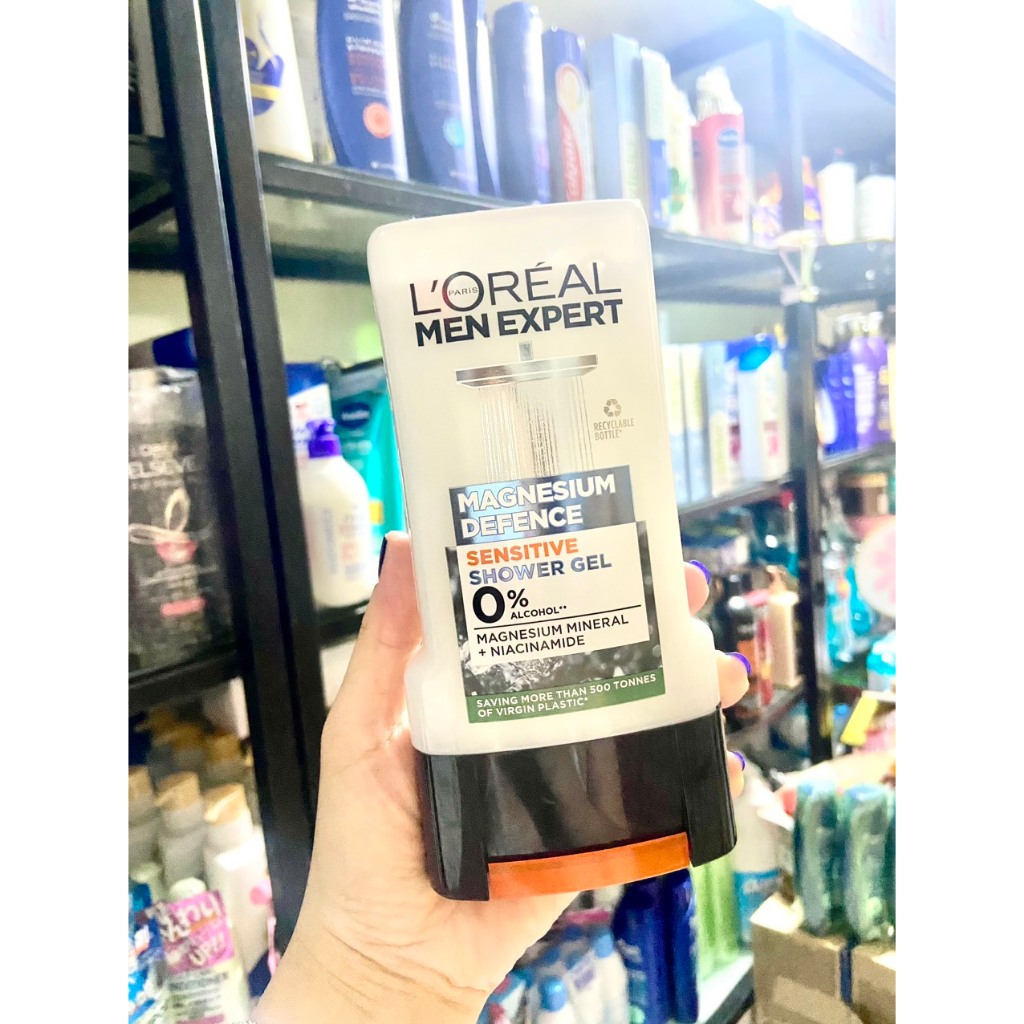 L'ORÉAL
PARIS
MEN EXPERT
RECYCLABLE
BOTTLE*
MAGNESIUM
DEFENCE
SENSITIVE
SHOWER GEL
0%
ALCOHOL**
MAGNESIUM MINERAL
+ NIACINAMIDE
SAVING MORE THAN 500 TONNES
OF VIRGIN PLASTIC*
ELSEVE